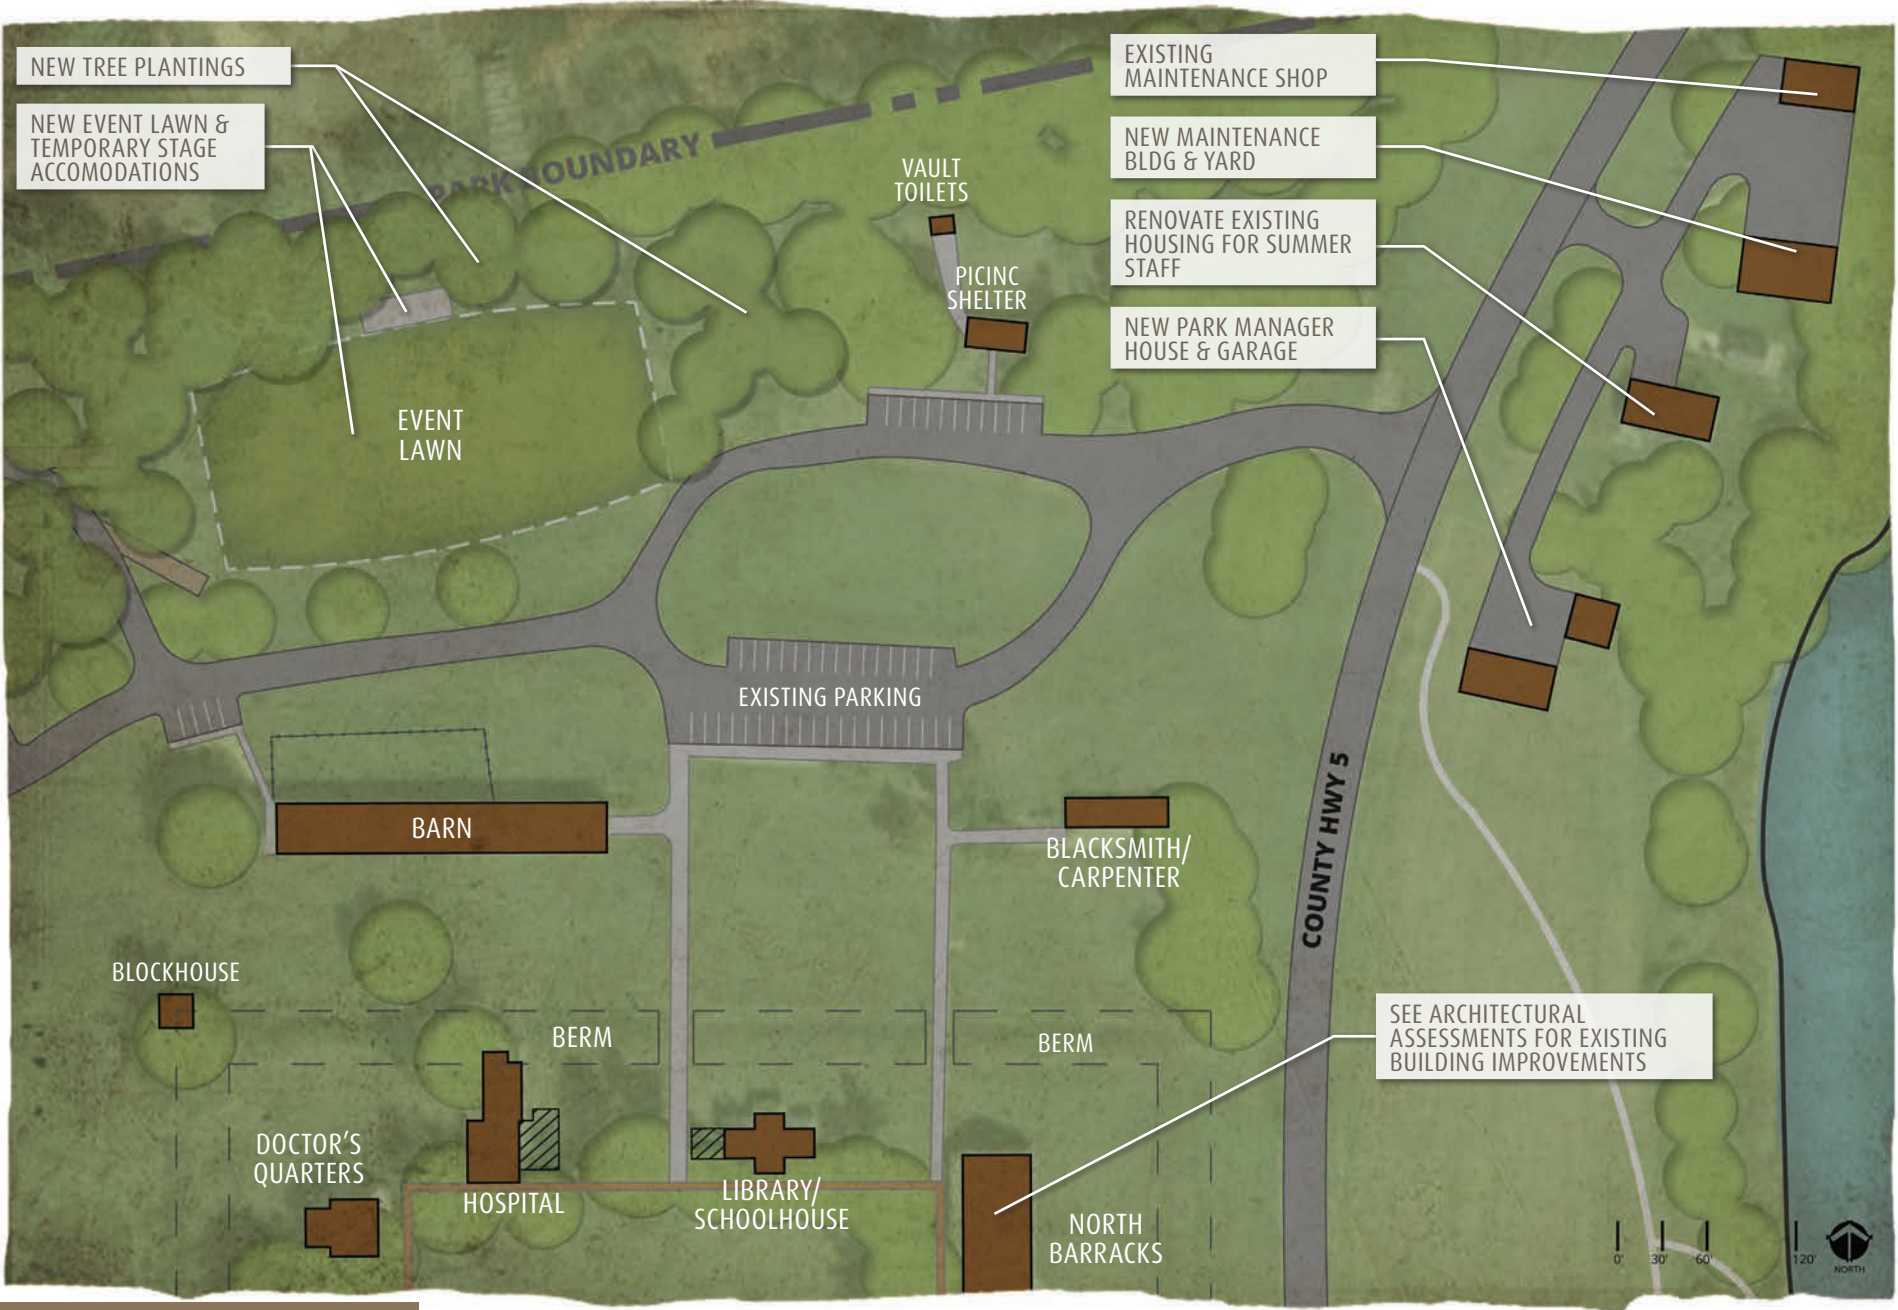 NEW TREE PLANTINGS
NEW EVENT LAWN &
TEMPORARY STAGE
ACCOMODATIONS
PARK BOUNDARY
VAULT
TOILETS
PICINC
SHELTER
EXISTING
MAINTENANCE SHOP
NEW MAINTENANCE
BLDG & YARD
RENOVATE EXISTING
HOUSING FOR SUMMER
STAFF
NEW PARK MANAGER
HOUSE & GARAGE
EVENT
LAWN
EXISTING PARKING
BARN
BLACKSMITH/
CARPENTER
COUNTY HWY 5
BLOCKHOUSE
BERM
BERM
SEE ARCHITECTURAL
ASSESSMENTS FOR EXISTING
BUILDING IMPROVEMENTS
DOCTOR'S
QUARTERS
HOSPITAL
LIBRARY/
SCHOOLHOUSE
NORTH
BARRACKS
0' 30' 60' 120'
NORTH